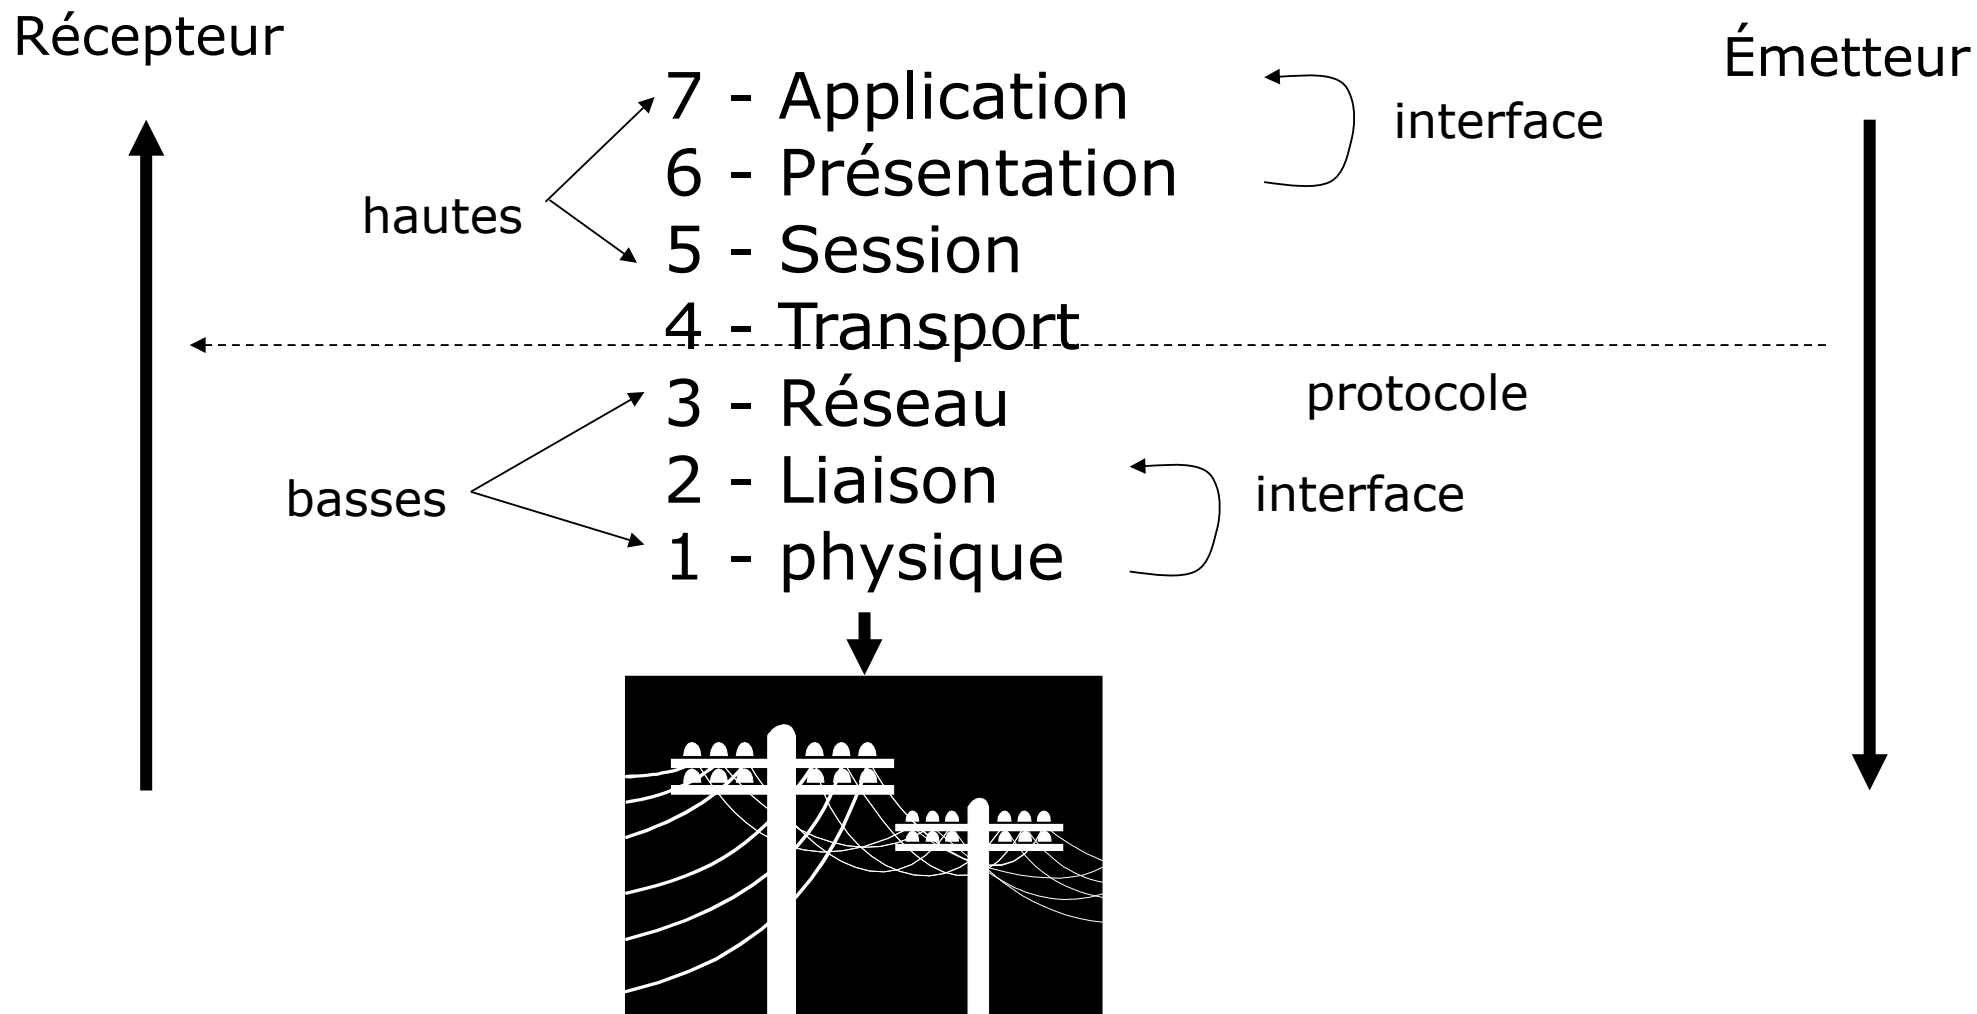 Récepteur
Émetteur
7 - Application
interface
6 - Présentation
hautes
5 - Session
4 - Transport
3 - Réseau
protocole
2 - Liaison
basses
interface
1 - physique